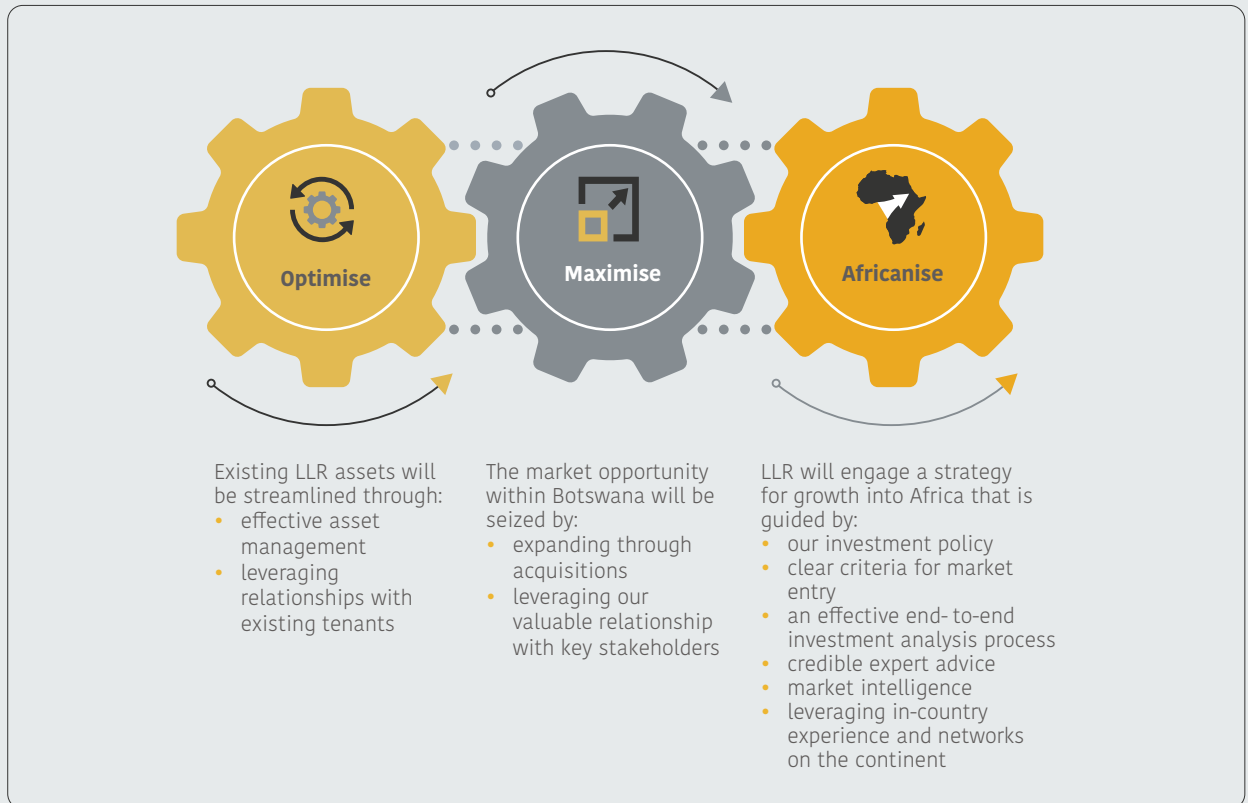 Optimise
Maximise
Africanise
Existing LLR assets will
be streamlined through:
• effective asset
management
• leveraging
relationships with
existing tenants
The market opportunity
within Botswana will be
seized by:
• expanding through
acquisitions
• leveraging our
valuable relationship
with key stakeholders
LLR will engage a strategy
for growth into Africa that is
guided by:
• our investment policy
• clear criteria for market
entry
• an effective end-to-end
investment analysis process
• credible expert advice
• market intelligence
• leveraging in-country
experience and networks
on the continent